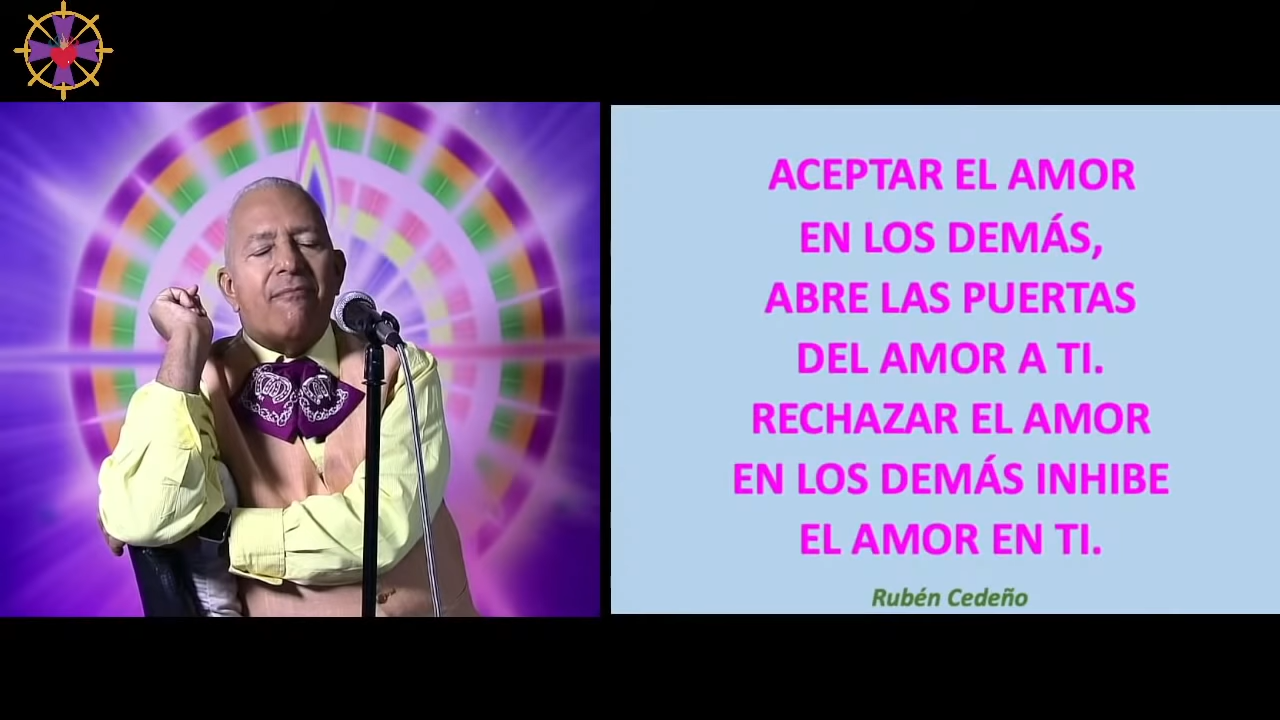 ACEPTAR EL AMOR
EN LOS DEMÁS,
ABRE LAS PUERTAS
DEL AMOR A TI.
RECHAZAR EL AMOR
EN LOS DEMÁS INHIBE
EL AMOR EN TI.
Rubén Cedeño